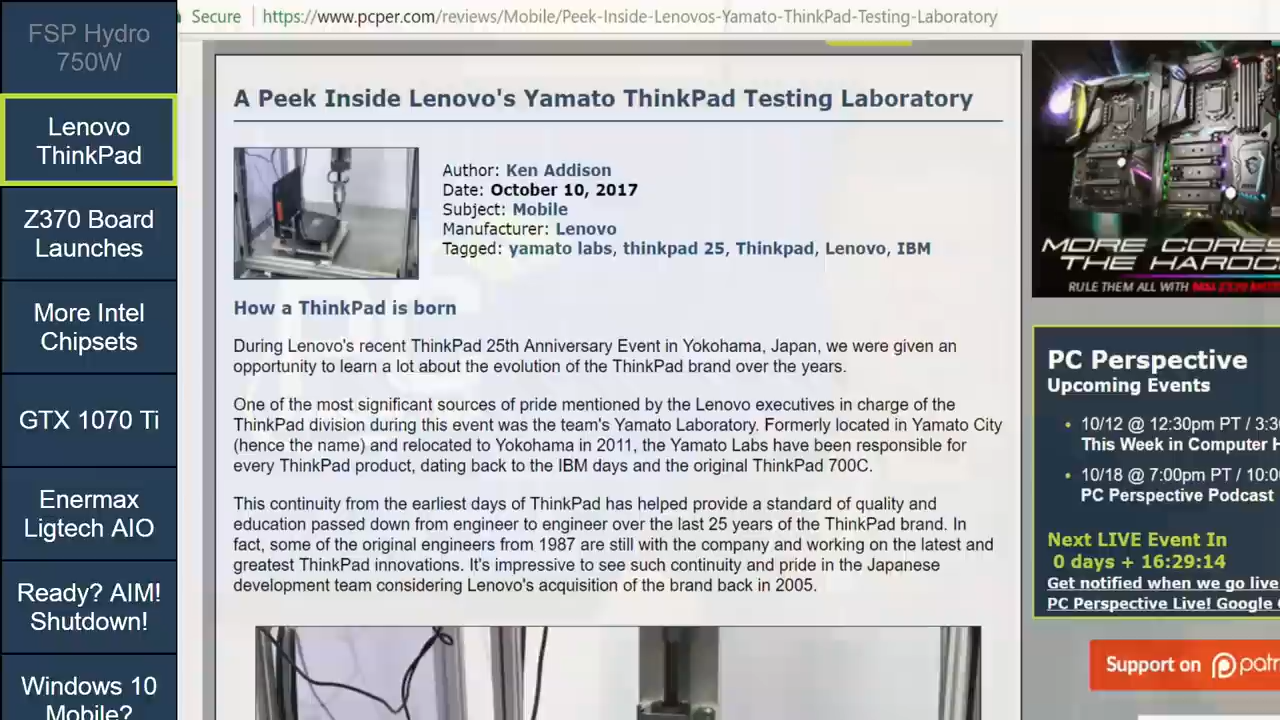 FSP Hydro
750W
Lenovo
ThinkPad
Z370 Board
Launches
More Intel
Chipsets
GTX 1070 Ti
Enermax
Ligtech AIO
Ready? AIM!
Shutdown!
Windows 10
Mobile?
Secure
https://www.pcper.com/reviews/Mobile/Peek-Inside-Lenovos-Yamato-ThinkPad-Testing-Laboratory
A Peek Inside Lenovo's Yamato ThinkPad Testing Laboratory
Author: Ken Addison
Date: October 10, 2017
Subject: Mobile
Manufacturer: Lenovo
Tagged: yamato labs, thinkpad 25, Thinkpad, Lenovo, IBM
How a ThinkPad is born
During Lenovo's recent ThinkPad 25th Anniversary Event in Yokohama, Japan, we were given an
opportunity to learn a lot about the evolution of the ThinkPad brand over the years.
One of the most significant sources of pride mentioned by the Lenovo executives in charge of the
ThinkPad division during this event was the team's Yamato Laboratory. Formerly located in Yamato City
(hence the name) and relocated to Yokohama in 2011, the Yamato Labs have been responsible for
every ThinkPad product, dating back to the IBM days and the original ThinkPad 700C.
This continuity from the earliest days of ThinkPad has helped provide a standard of quality and
education passed down from engineer to engineer over the last 25 years of the ThinkPad brand. In
fact, some of the original engineers from 1987 are still with the company and working on the latest and
greatest ThinkPad innovations. It's impressive to see such continuity and pride in the Japanese
development team considering Lenovo's acquisition of the brand back in 2005.
PC
MORE CORES
THE HARDC
RULE THEM ALL WITH
PC Perspective
Upcoming Events
10/12 @ 12:30pm PT / 3:3
This Week in Computer H
10/18 @ 7:00pm PT / 10:0
PC Perspective Podcast
Next LIVE Event In
0 days + 16:29:14
Get notified when we go live
PC Perspective Live! Google
Support on patr